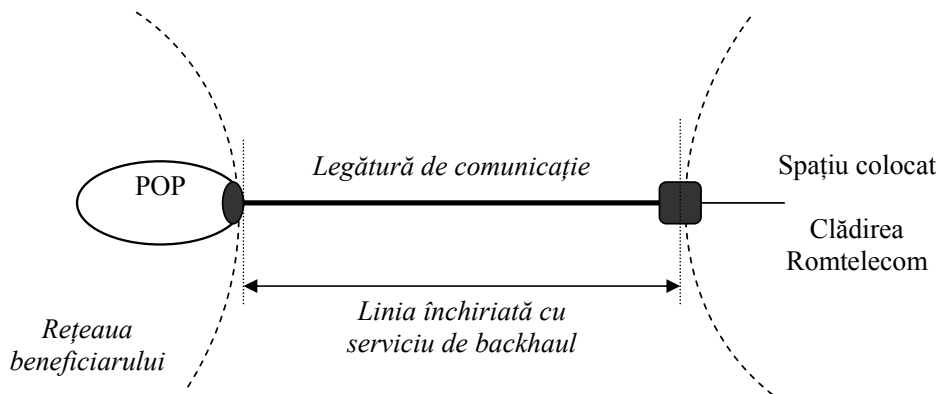 Legătură de comunicație
POP
Spațiu colocat
Clădirea
Romtelecom
Linia închiriată cu
serviciu de backhaul
Rețeaua
beneficiarului